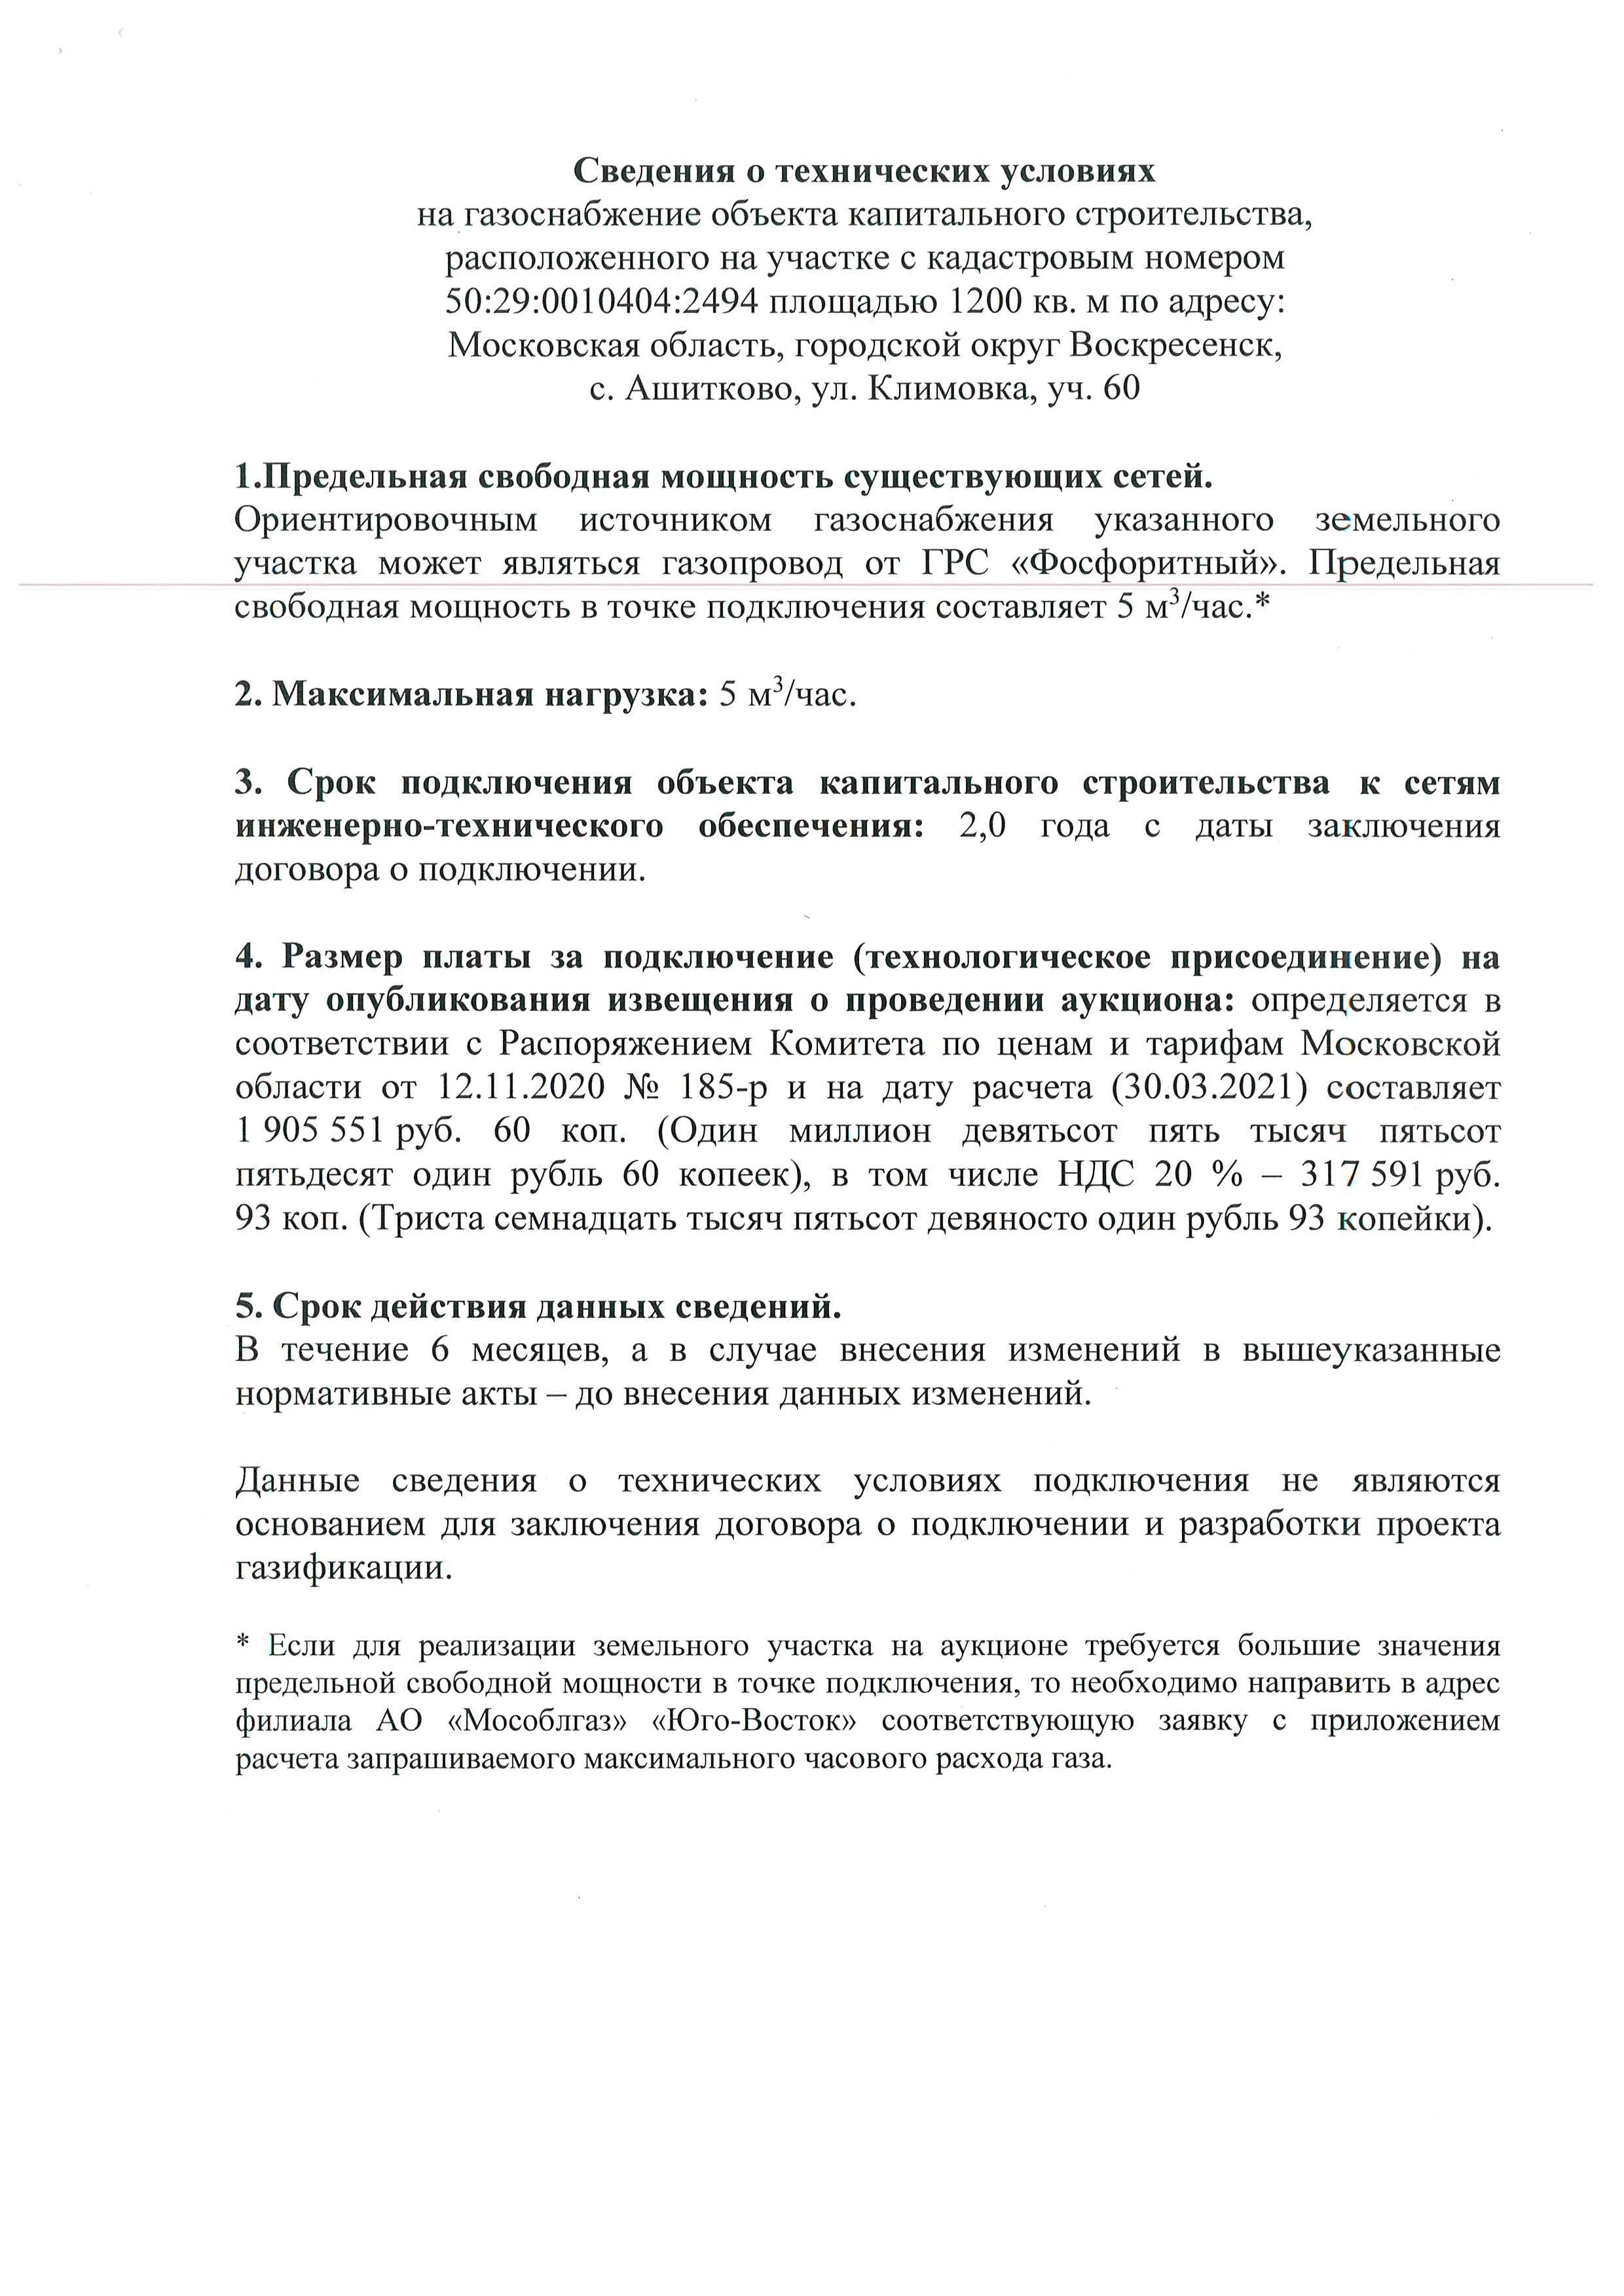 Сведения о технических условиях
на газоснабжение объекта капитального строительства,
расположенного на участке с кадастровым номером
50:29:0010404:2494 площадью 1200 кв. м по адресу:
Московская область, городской округ Воскресенск,
с. Ашитково, ул. Климовка, уч. 60
1.Предельная свободная мощность существующих сетей.
Ориентировочным источником газоснабжения указанного земельного
участка может являться газопровод от ГРС «Фосфоритный». Предельная
свободная мощность в точке подключения составляет 5 м³/час.*
2. Максимальная нагрузка: 5 м³/час.
3. Срок подключения объекта капитального строительства к сетям
инженерно-технического обеспечения: 2,0 года с даты заключения
договора о подключении.
4. Размер платы за подключение (технологическое присоединение) на
дату опубликования извещения о проведении аукциона: определяется в
соответствии с Распоряжением Комитета по ценам и тарифам Московской
области от 12.11.2020 № 185-р и на дату расчета (30.03.2021) составляет
1 905 551 руб. 60 коп. (Один миллион девятьсот пять тысяч пятьсот
пятьдесят один рубль 60 копеек), в том числе НДС 20 % – 317 591 руб.
93 коп. (Триста семнадцать тысяч пятьсот девяносто один рубль 93 копейки).
5. Срок действия данных сведений.
В течение 6 месяцев, а в случае внесения изменений в вышеуказанные
нормативные акты – до внесения данных изменений.
Данные сведения о технических условиях подключения не являются
основанием для заключения договора о подключении и разработки проекта
газификации.
* Если для реализации земельного участка на аукционе требуется большие значения
предельной свободной мощности в точке подключения, то необходимо направить в адрес
филиала АО «Мособлгаз» «Юго-Восток» соответствующую заявку с приложением
расчета запрашиваемого максимального часового расхода газа.